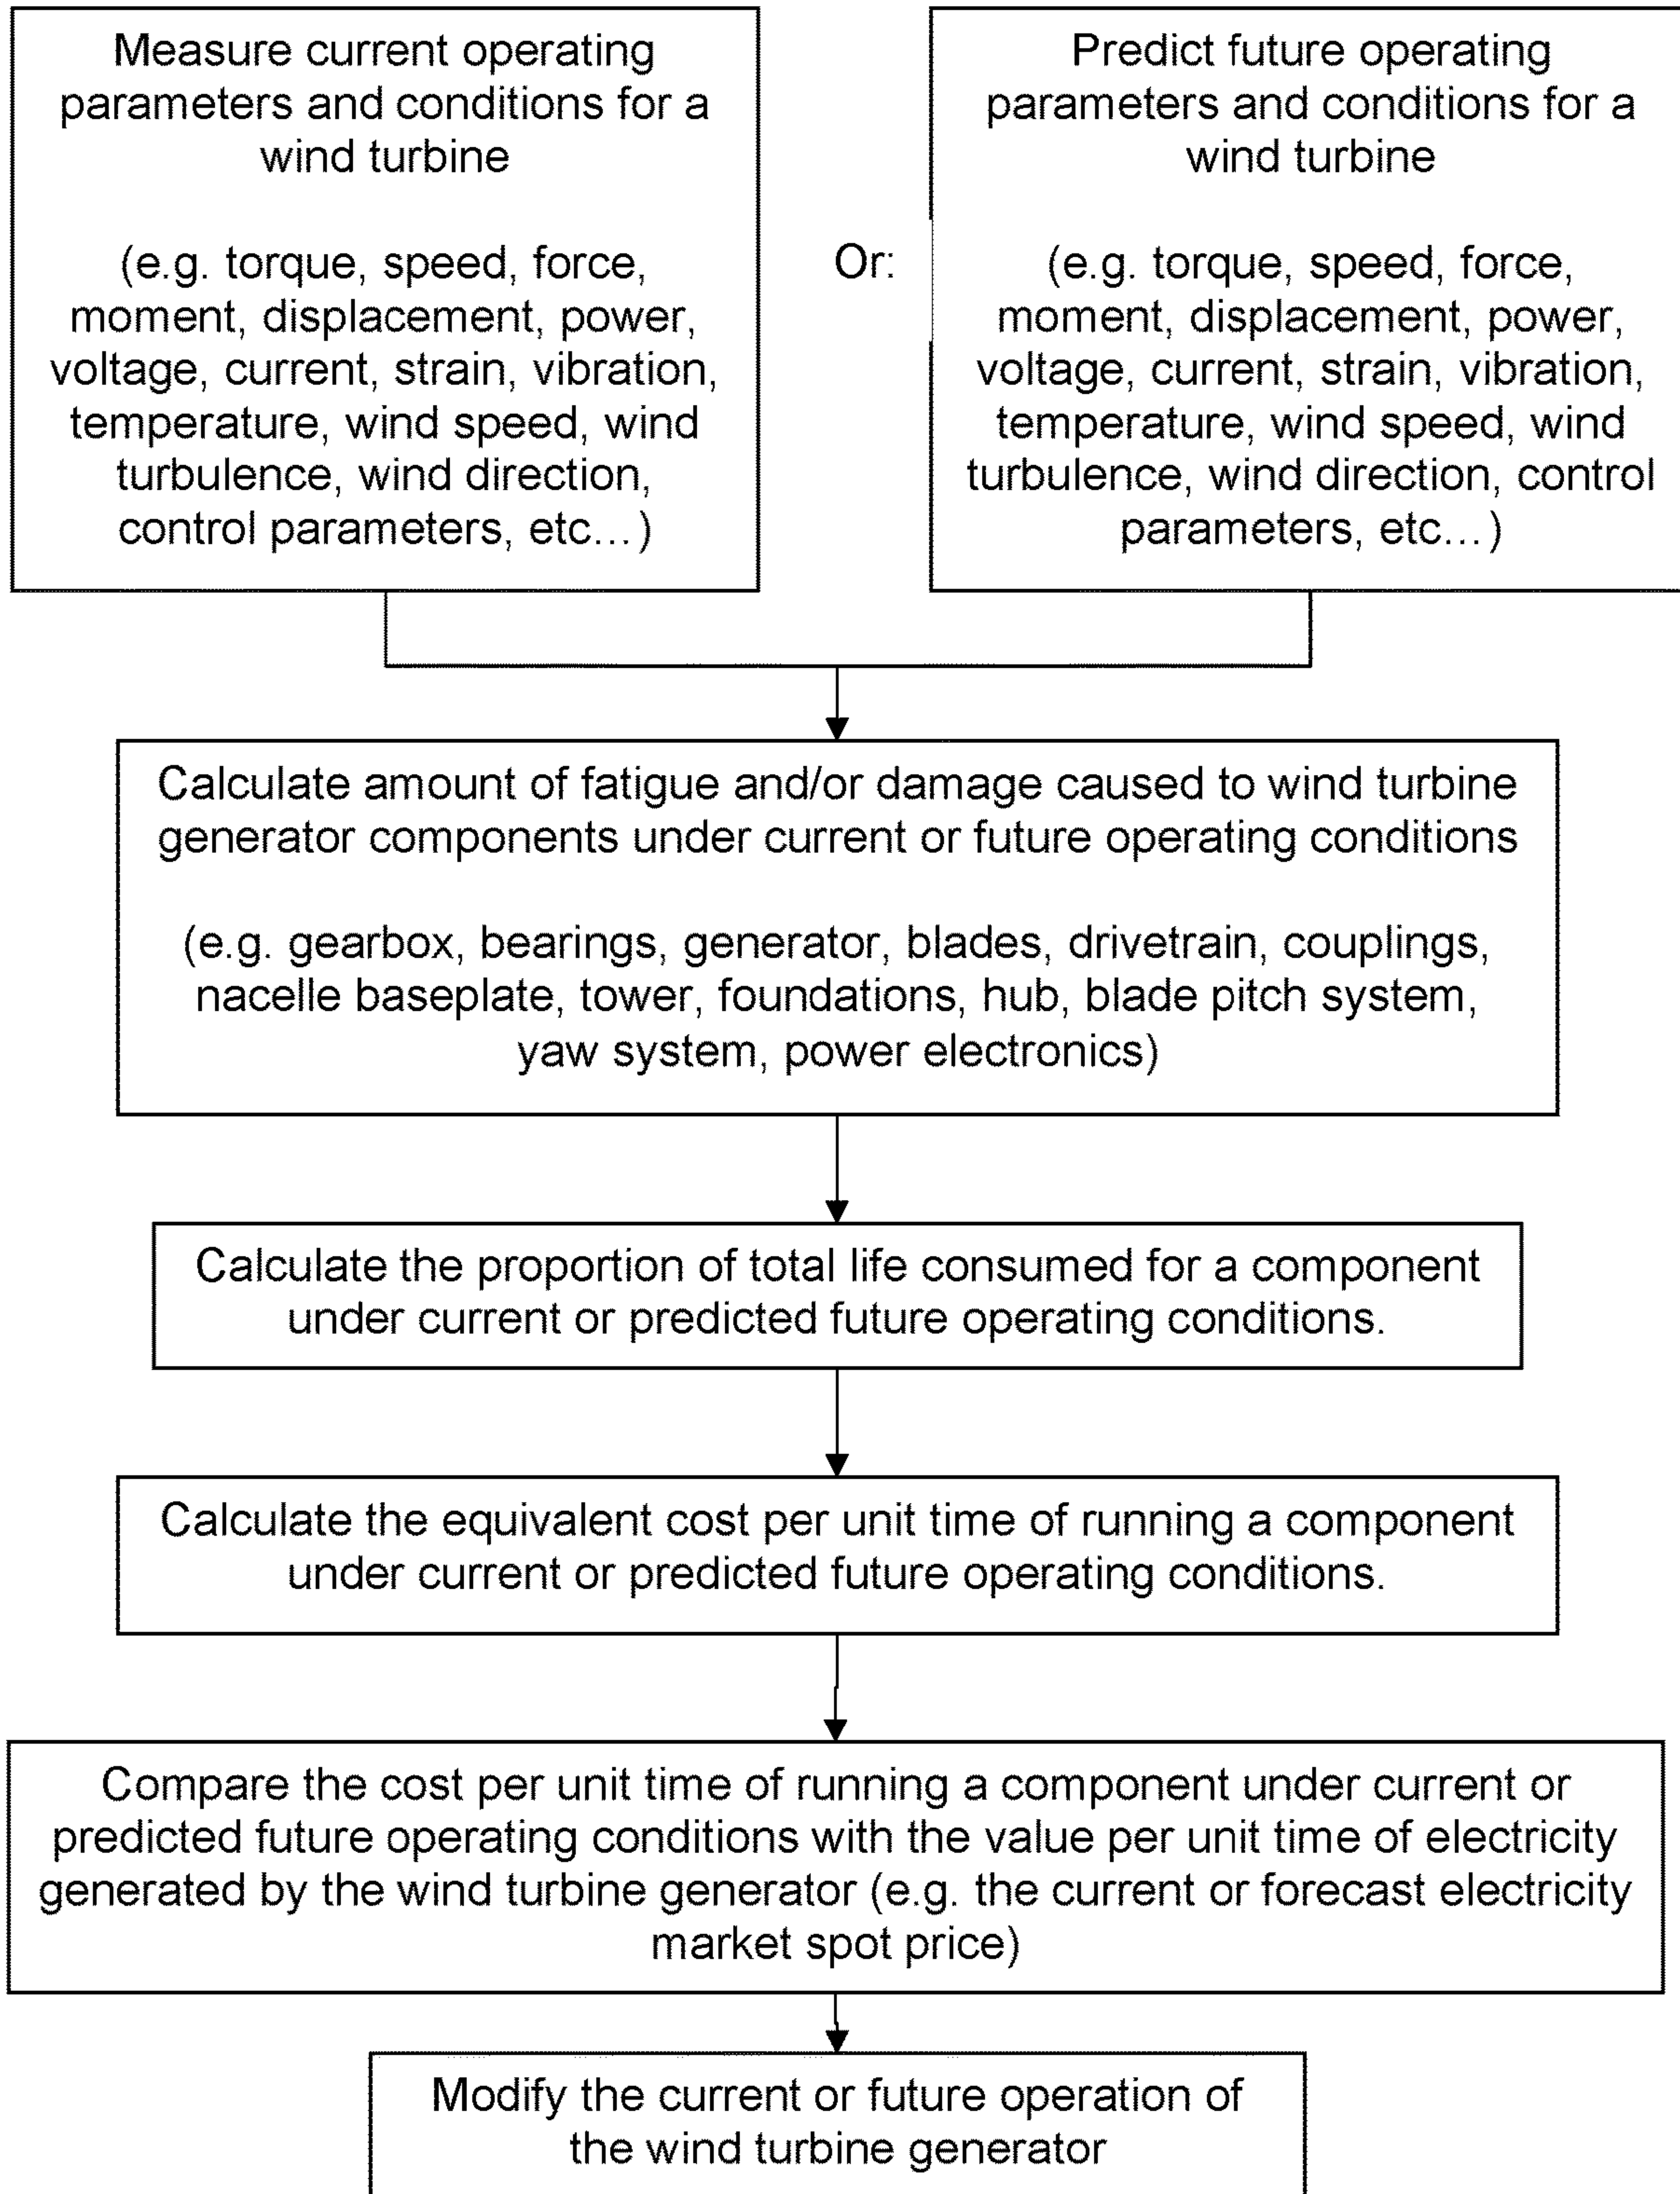 Measure current operating
parameters and conditions for a
wind turbine
(e.g. torque, speed, force,
moment, displacement, power,
voltage, current, strain, vibration,
temperature, wind speed, wind
turbulence, wind direction,
control parameters, etc...)
Or:
Predict future operating
parameters and conditions for a
wind turbine
(e.g. torque, speed, force,
moment, displacement, power,
voltage, current, strain, vibration,
temperature, wind speed, wind
turbulence, wind direction, control
parameters, etc...)
Calculate amount of fatigue and/or damage caused to wind turbine
generator components under current or future operating conditions
(e.g. gearbox, bearings, generator, blades, drivetrain, couplings,
nacelle baseplate, tower, foundations, hub, blade pitch system,
yaw system, power electronics)
Calculate the proportion of total life consumed for a component
under current or predicted future operating conditions.
Calculate the equivalent cost per unit time of running a component
under current or predicted future operating conditions.
Compare the cost per unit time of running a component under current or
predicted future operating conditions with the value per unit time of electricity
generated by the wind turbine generator (e.g. the current or forecast electricity
market spot price)
Modify the current or future operation of
the wind turbine generator